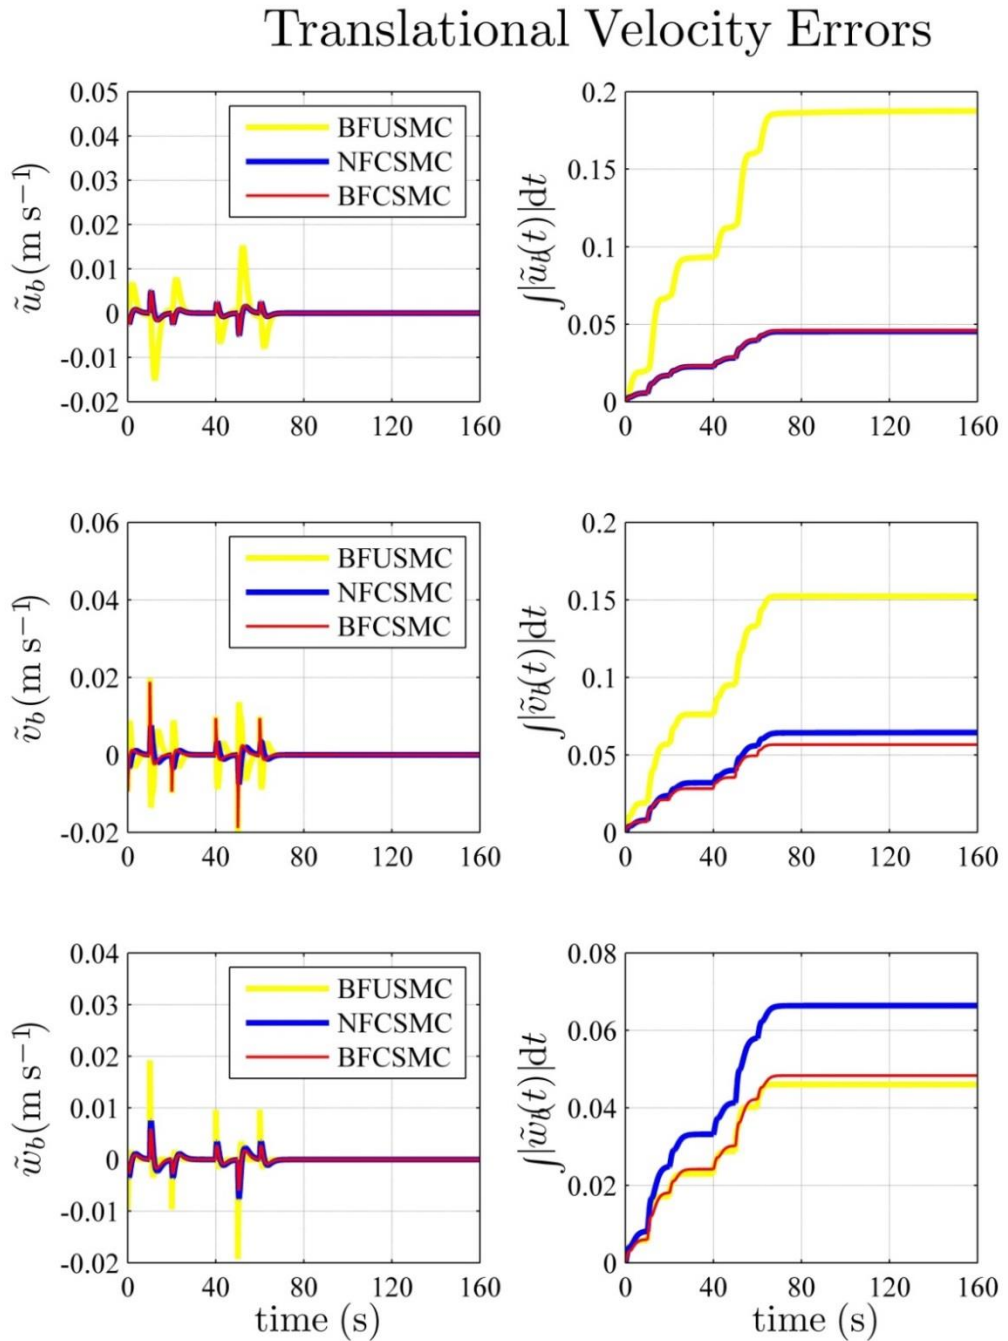 Translational Velocity Errors
0.05
0.04
0.03
0.02
0.01
0
-0.01
-0.02
ũ_b (m s⁻¹)
BFUSMC
NFCSMC
BFCSMC
0 40 80 120 160
0.2
0.15
0.1
0.05
0
∫|ũ_b(t)|dt
0 40 80 120 160
0.06
0.04
0.02
0
-0.02
ṽ_b (m s⁻¹)
BFUSMC
NFCSMC
BFCSMC
0 40 80 120 160
0.2
0.15
0.1
0.05
0
∫|ṽ_b(t)|dt
0 40 80 120 160
0.04
0.03
0.02
0.01
0
-0.01
-0.02
w̃_b (m s⁻¹)
BFUSMC
NFCSMC
BFCSMC
0 40 80 120 160
time (s)
0.08
0.06
0.04
0.02
0
∫|w̃_b(t)|dt
0 40 80 120 160
time (s)